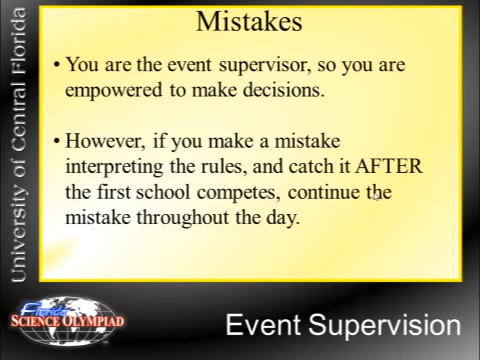 Mistakes
• You are the event supervisor, so you are
empowered to make decisions.
• However, if you make a mistake
interpreting the rules, and catch it AFTER
the first school competes, continue the
mistake throughout the day.
University of Central Florida
Florida
SCIENCE OLYMPIAD
Event Supervision